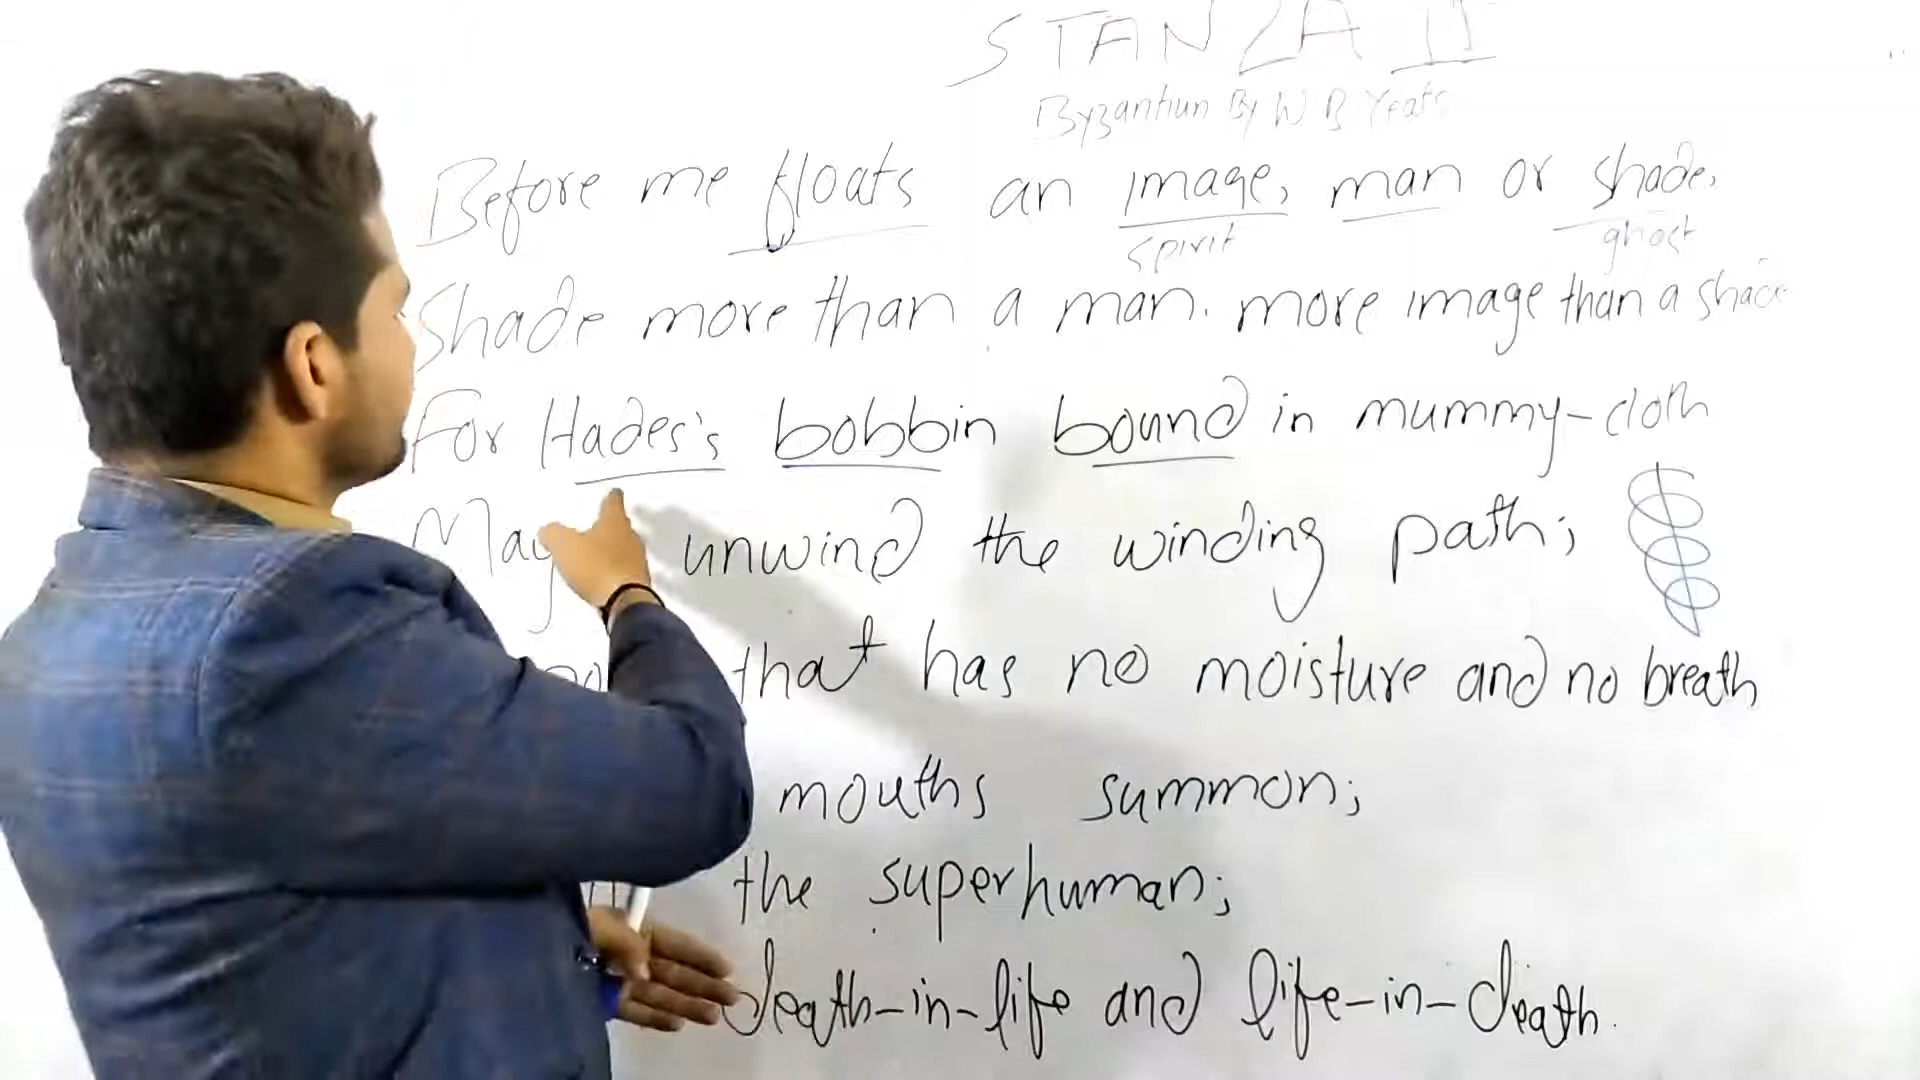 STANZA II
Byzantiun By W. B Yeats
Before me floats an image, man or shade,
spirit ghost
Shade more than a man. more image than a shade
For Hades's bobbin bound in mummy-cloth
May unwind the winding path;
that has no moisture and no breath
mouths summon;
the superhuman;
death-in-life and life-in-death.